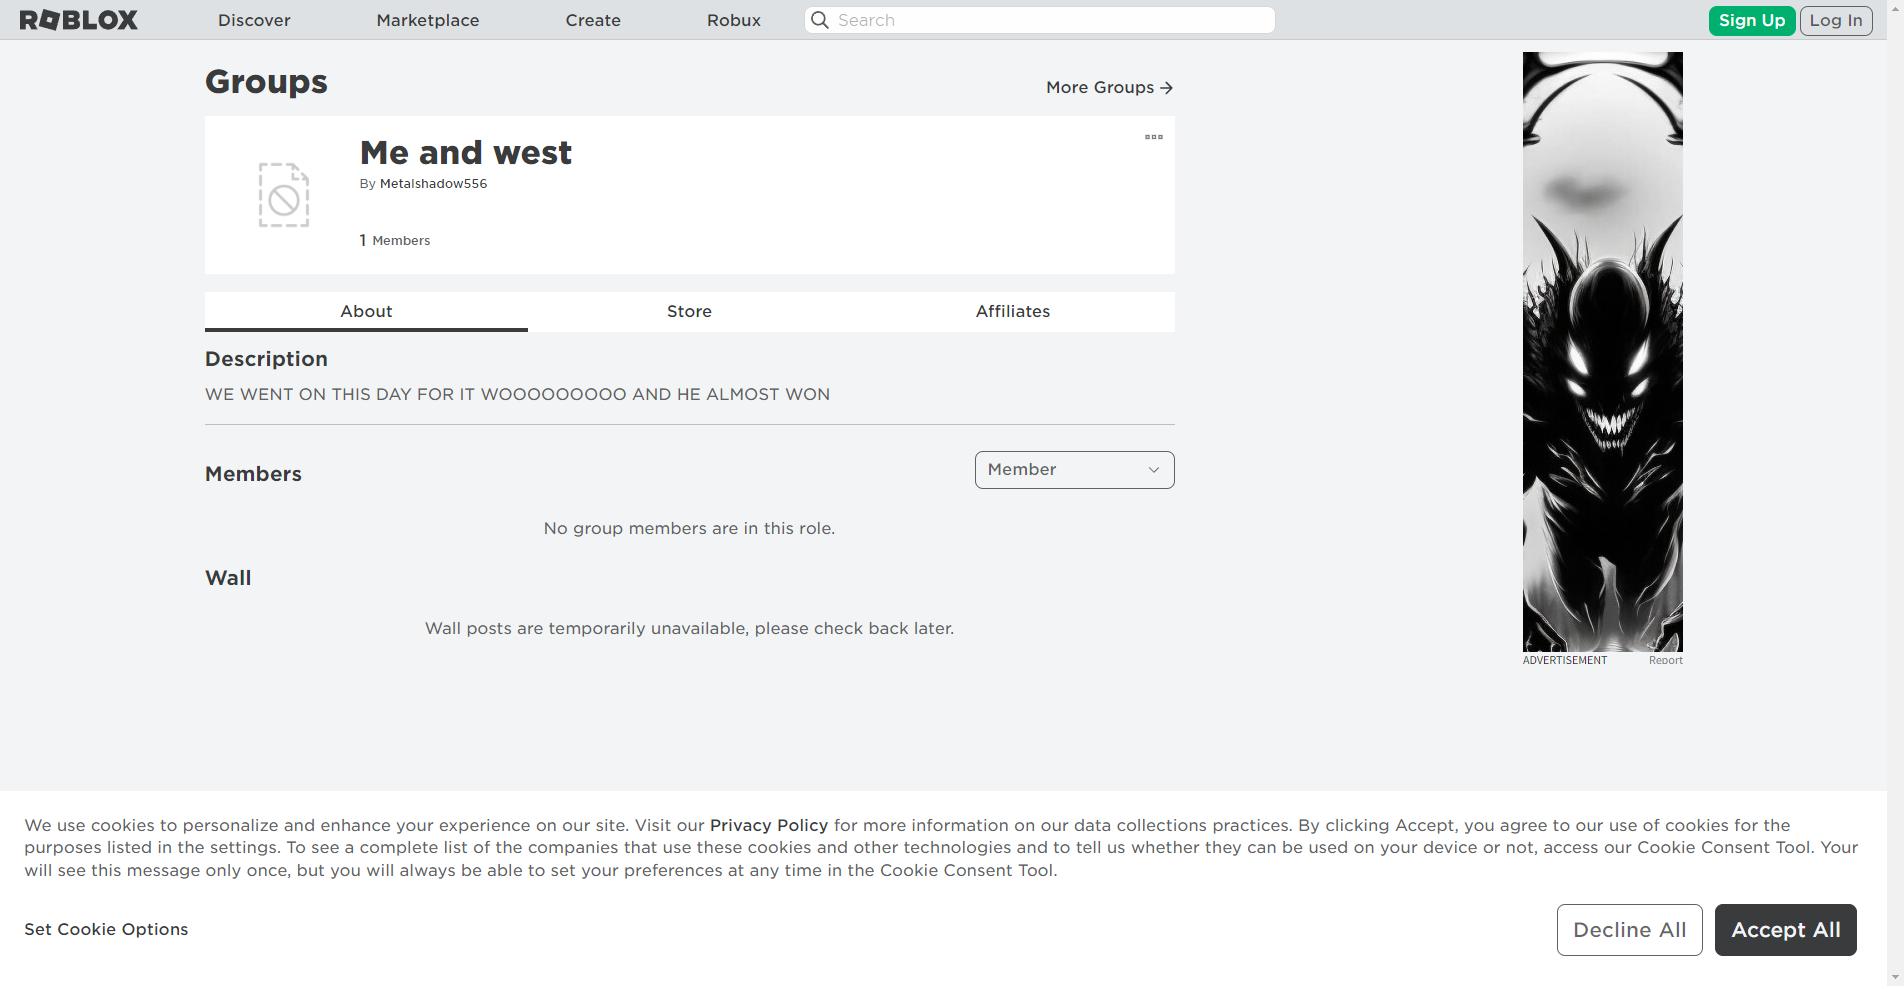 ROBLOX Discover Marketplace Create Robux Search Sign Up Log In
Groups
More Groups
Me and west
By Metalshadow556
1 Members
About Store Affiliates
Description
WE WENT ON THIS DAY FOR IT WOOOOOOOOO AND HE ALMOST WON
Members
Member
No group members are in this role.
Wall
Wall posts are temporarily unavailable, please check back later.
ADVERTISEMENT Report
We use cookies to personalize and enhance your experience on our site. Visit our Privacy Policy for more information on our data collections practices. By clicking Accept, you agree to our use of cookies for the
purposes listed in the settings. To see a complete list of the companies that use these cookies and other technologies and to tell us whether they can be used on your device or not, access our Cookie Consent Tool. Your
will see this message only once, but you will always be able to set your preferences at any time in the Cookie Consent Tool.
Set Cookie Options
Decline All Accept All